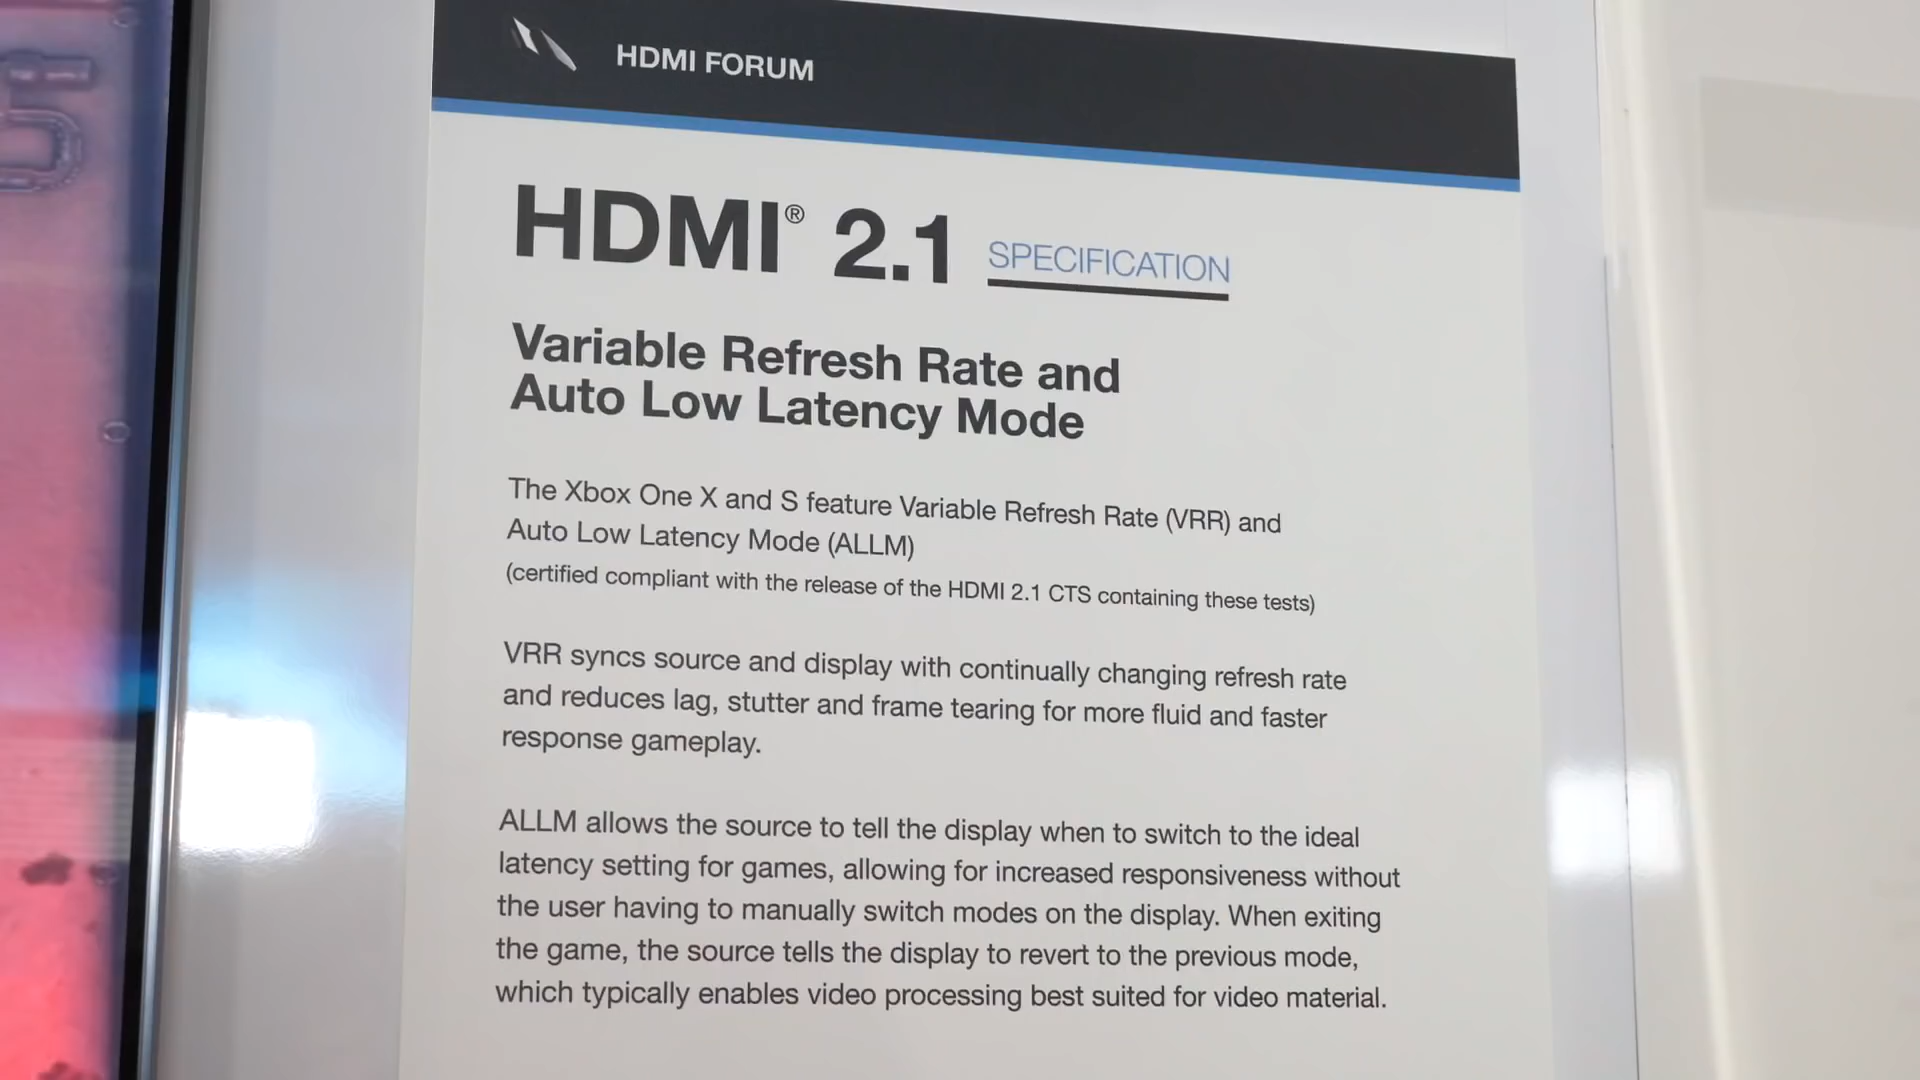 HDMI FORUM
HDMI® 2.1 SPECIFICATION
Variable Refresh Rate and
Auto Low Latency Mode
The Xbox One X and S feature Variable Refresh Rate (VRR) and
Auto Low Latency Mode (ALLM)
(certified compliant with the release of the HDMI 2.1 CTS containing these tests)
VRR syncs source and display with continually changing refresh rate
and reduces lag, stutter and frame tearing for more fluid and faster
response gameplay.
ALLM allows the source to tell the display when to switch to the ideal
latency setting for games, allowing for increased responsiveness without
the user having to manually switch modes on the display. When exiting
the game, the source tells the display to revert to the previous mode,
which typically enables video processing best suited for video material.